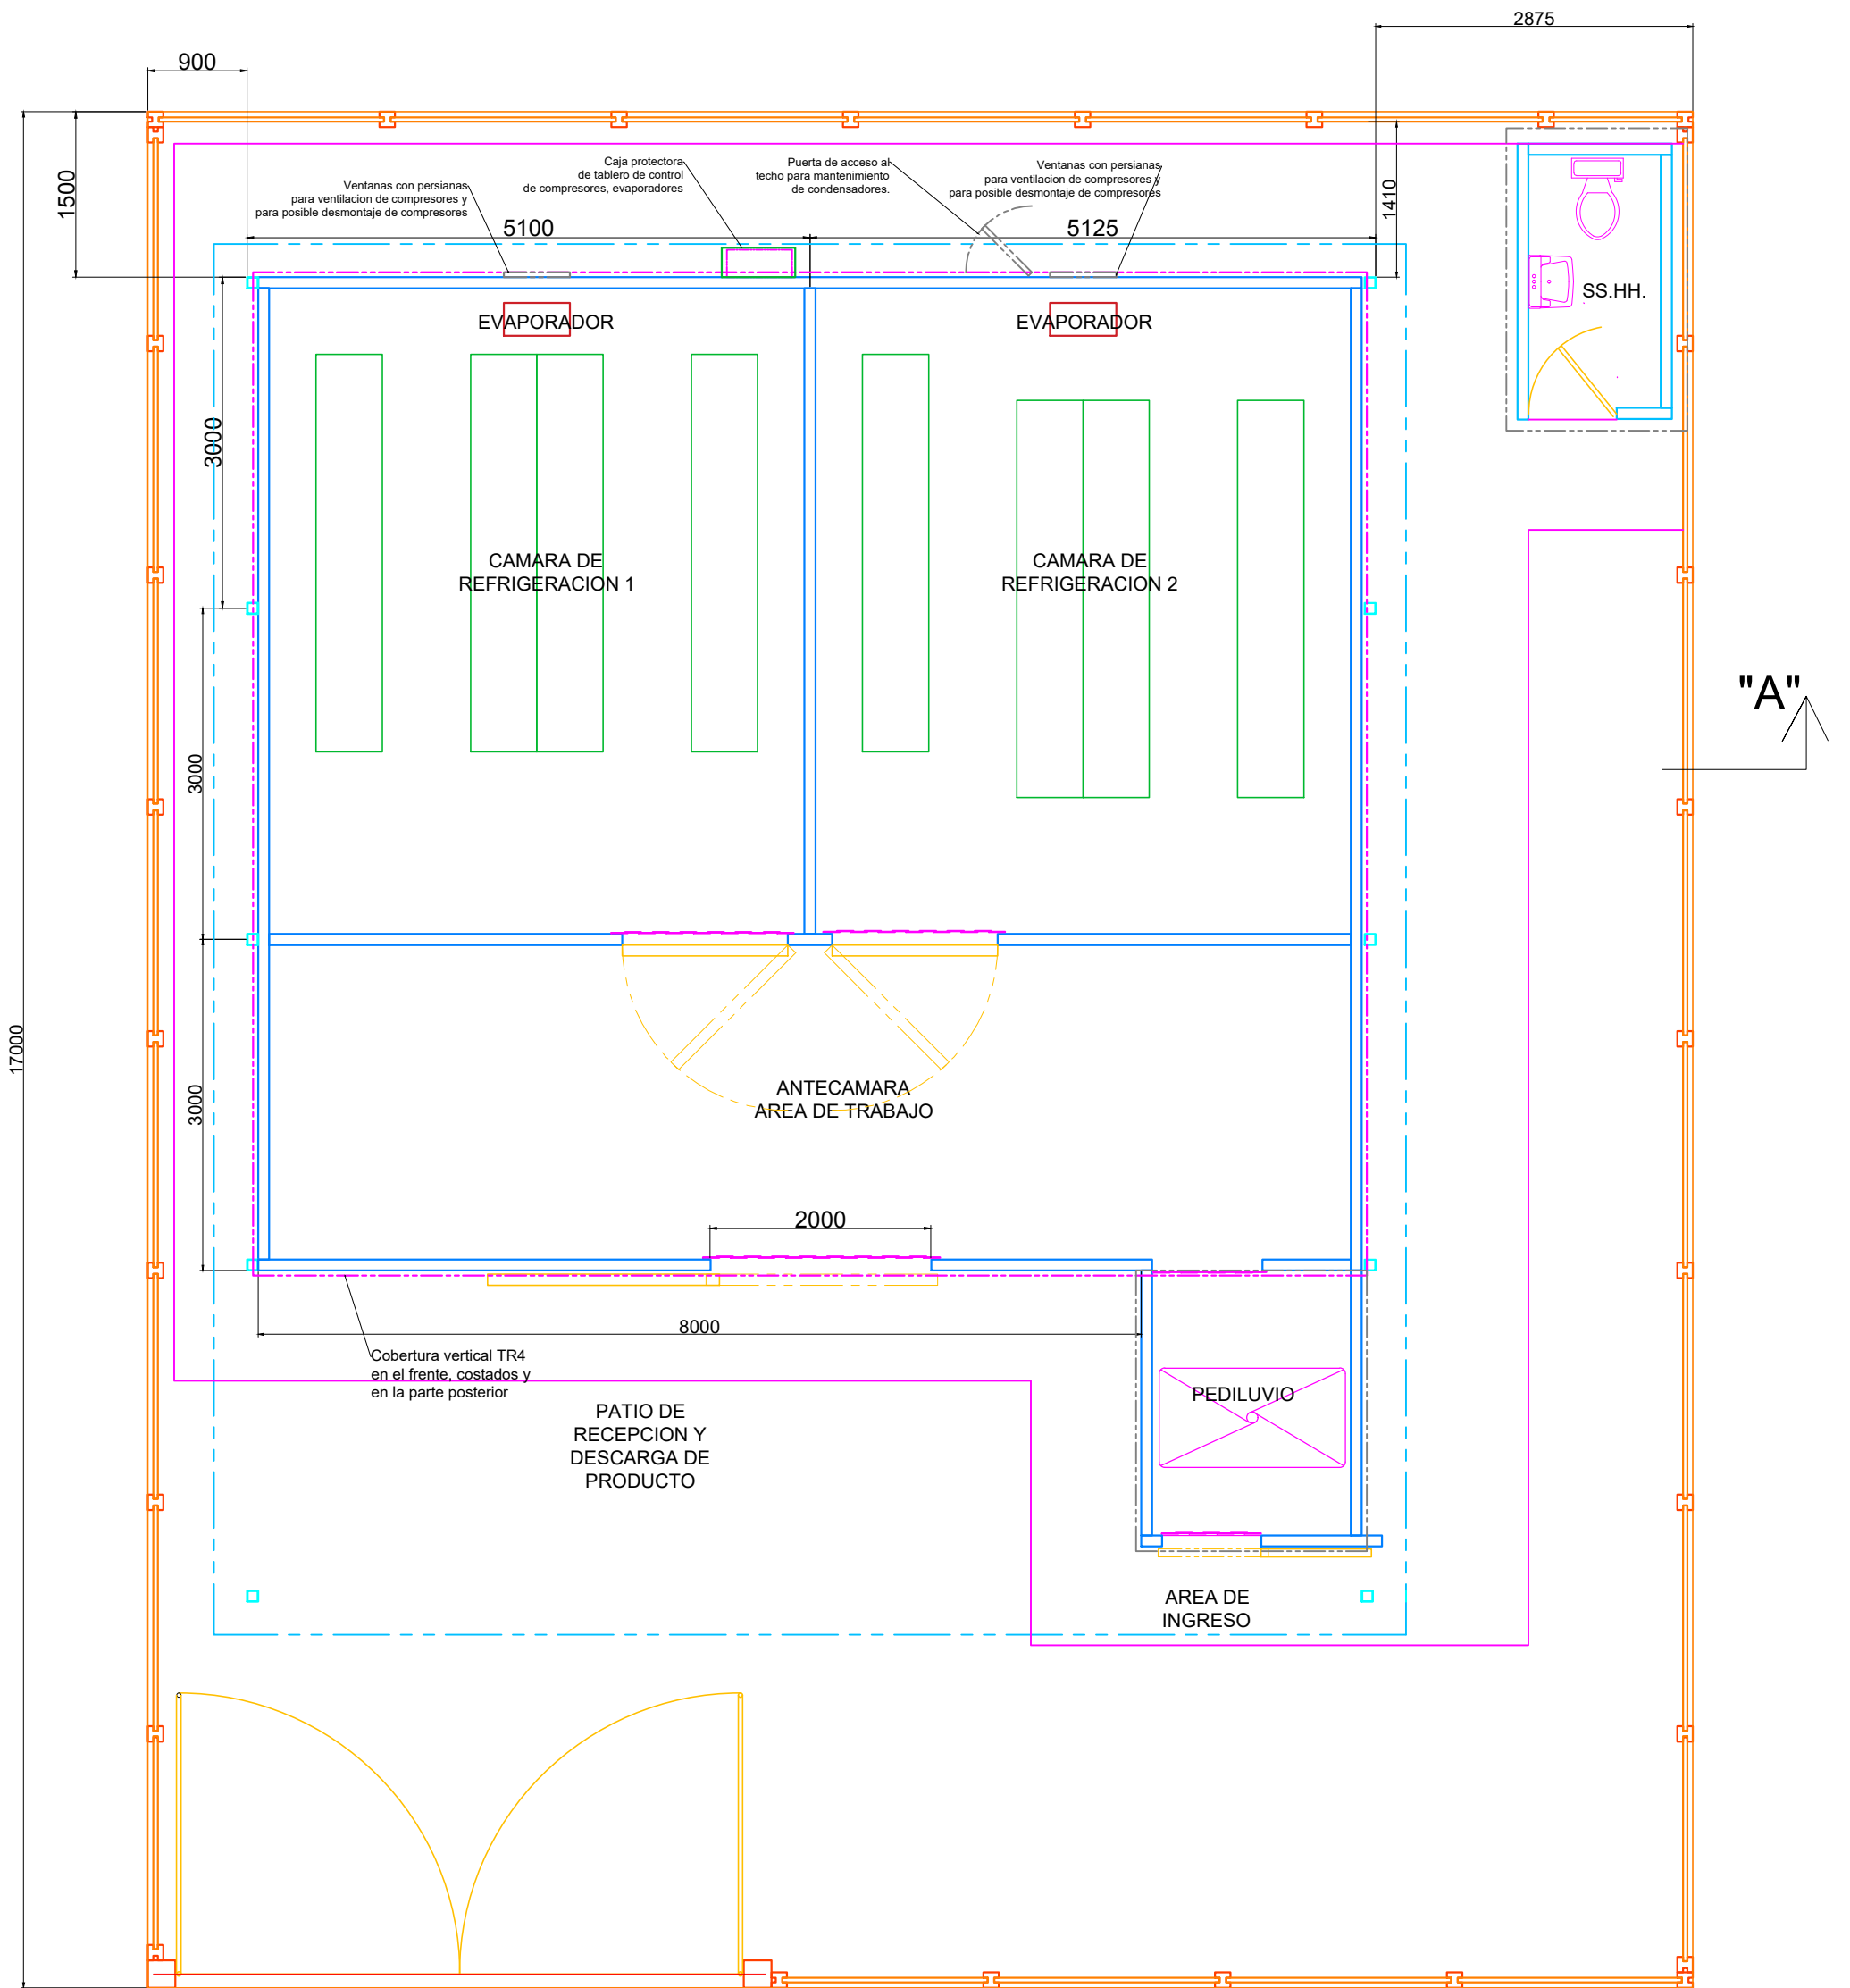 2875
900
1500
Ventanas con persianas
para ventilacion de compresores y
para posible desmontaje de compresores
Caja protectora
de tablero de control
de compresores, evaporadores
Puerta de acceso al
techo para mantenimiento
de condensadores.
Ventanas con persianas
para ventilacion de compresores y
para posible desmontaje de compresores
1410
5100
5125
SS.HH.
EVAPORADOR
EVAPORADOR
3000
CAMARA DE
REFRIGERACION 1
CAMARA DE
REFRIGERACION 2
"A"
3000
17000
3000
ANTECAMARA
AREA DE TRABAJO
2000
8000
Cobertura vertical TR4
en el frente, costados y
en la parte posterior
PEDILUVIO
PATIO DE
RECEPCION Y
DESCARGA DE
PRODUCTO
AREA DE
INGRESO